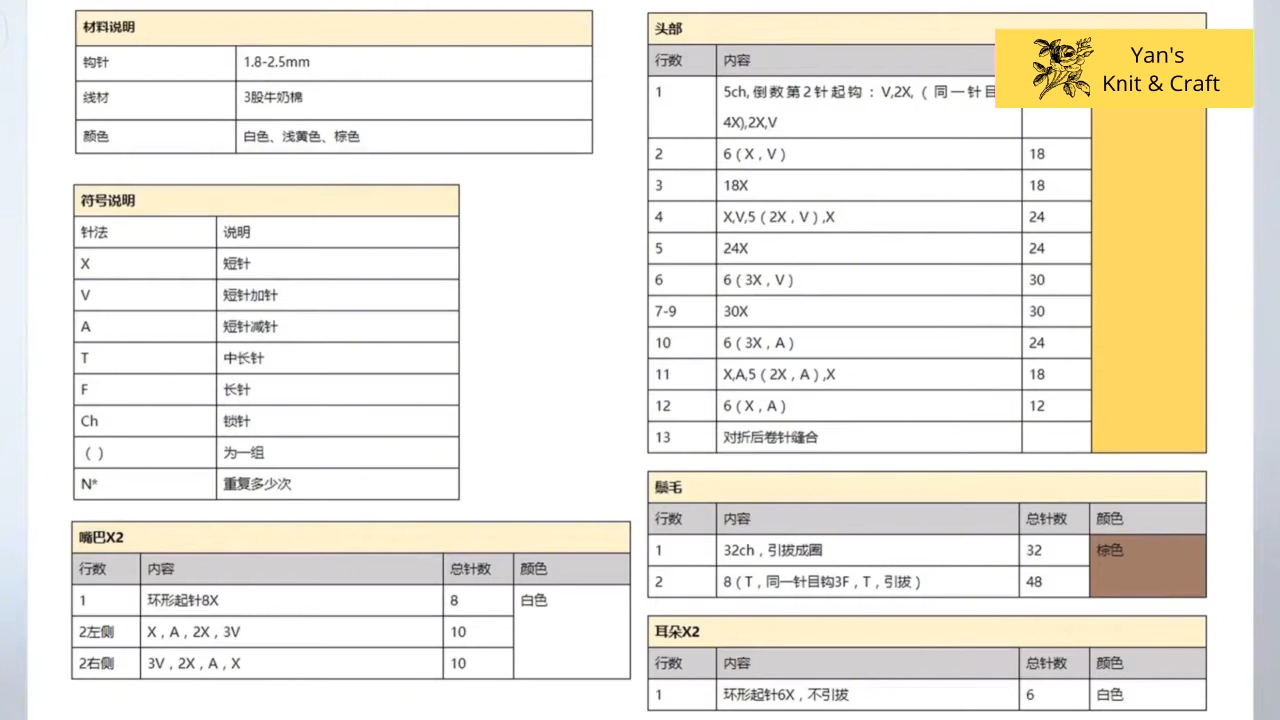 材料说明
钩针 1.8-2.5mm
线材 3股牛奶棉
颜色 白色、浅黄色、棕色
符号说明
针法 说明
X 短针
V 短针加针
A 短针减针
T 中长针
F 长针
Ch 锁针
( ) 为一组
N* 重复多少次
嘴巴X2
行数 内容 总针数 颜色
1 环形起针8X 8 白色
2左侧 X，A，2X，3V 10
2右侧 3V，2X，A，X 10
头部
行数 内容
1 5ch,倒数第2针起钩：V,2X,（同一针目
4X),2X,V
2 6（X，V） 18
3 18X 18
4 X,V,5（2X，V）,X 24
5 24X 24
6 6（3X，V） 30
7-9 30X 30
10 6（3X，A） 24
11 X,A,5（2X，A）,X 18
12 6（X，A） 12
13 对折后卷针缝合
鬃毛
行数 内容 总针数 颜色
1 32ch，引拔成圈 32 棕色
2 8（T，同一针目钩3F，T，引拔） 48
耳朵X2
行数 内容 总针数 颜色
1 环形起针6X，不引拔 6 白色
Yan's
Knit & Craft